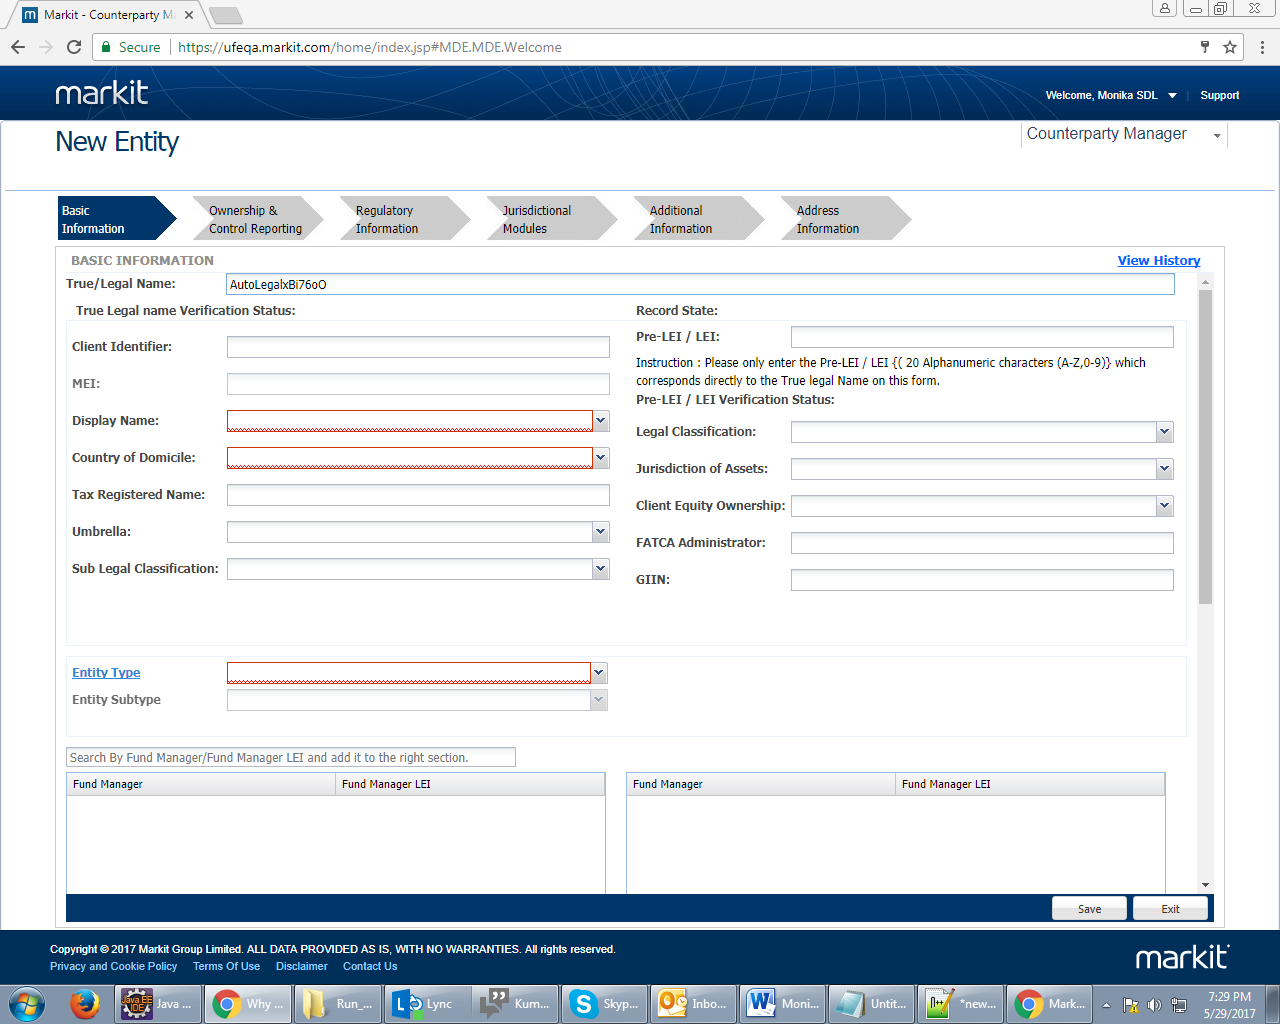 Markit - Counterparty M
Secure
https://ufeqa.markit.com/home/index.jsp#MDE.MDE.Welcome
markit
Welcome, Monika SDL
Support
New Entity
Counterparty Manager
Basic
Information
Ownership &
Control Reporting
Regulatory
Information
Jurisdictional
Modules
Additional
Information
Address
Information
BASIC INFORMATION
View History
True/Legal Name:
AutoLegalxBi76oO
True Legal name Verification Status:
Record State:
Client Identifier:
Pre-LEI / LEI:
Instruction : Please only enter the Pre-LEI / LEI {( 20 Alphanumeric characters (A-Z,0-9)} which
corresponds directly to the True legal Name on this form.
MEI:
Pre-LEI / LEI Verification Status:
Display Name:
Legal Classification:
Country of Domicile:
Jurisdiction of Assets:
Tax Registered Name:
Client Equity Ownership:
Umbrella:
FATCA Administrator:
Sub Legal Classification:
GIIN:
Entity Type
Entity Subtype
Search By Fund Manager/Fund Manager LEI and add it to the right section.
Fund Manager
Fund Manager LEI
Fund Manager
Fund Manager LEI
Save
Exit
Copyright © 2017 Markit Group Limited. ALL DATA PROVIDED AS IS, WITH NO WARRANTIES. All rights reserved.
Privacy and Cookie Policy
Terms Of Use
Disclaimer
Contact Us
markit
Java EE
IDE
Java ...
Why ...
Run_...
Lync
Kum...
Skyp...
Inbo...
Moni...
Untit...
*new...
Mark...
7:29 PM
5/29/2017